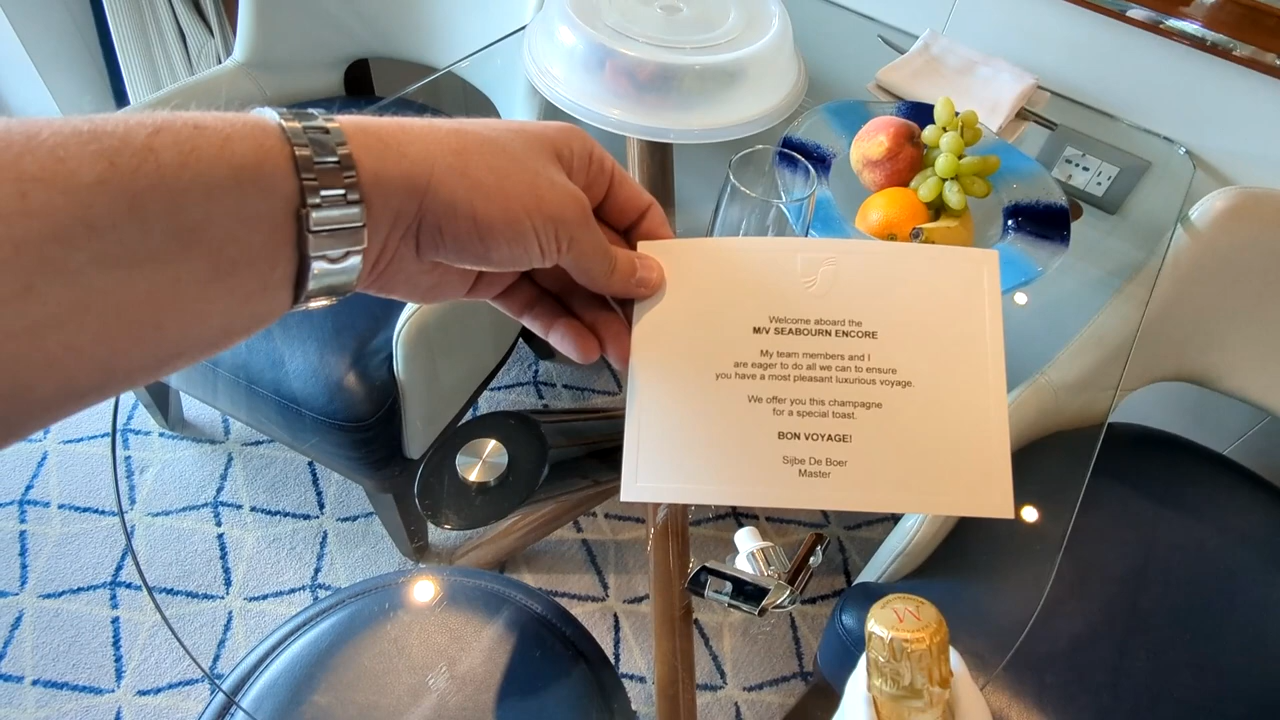 Welcome aboard the
M/V SEABOURN ENCORE
My team members and I
are eager to do all we can to ensure
you have a most pleasant luxurious voyage.
We offer you this champagne
for a special toast.
BON VOYAGE!
Sijbe De Boer
Master
M